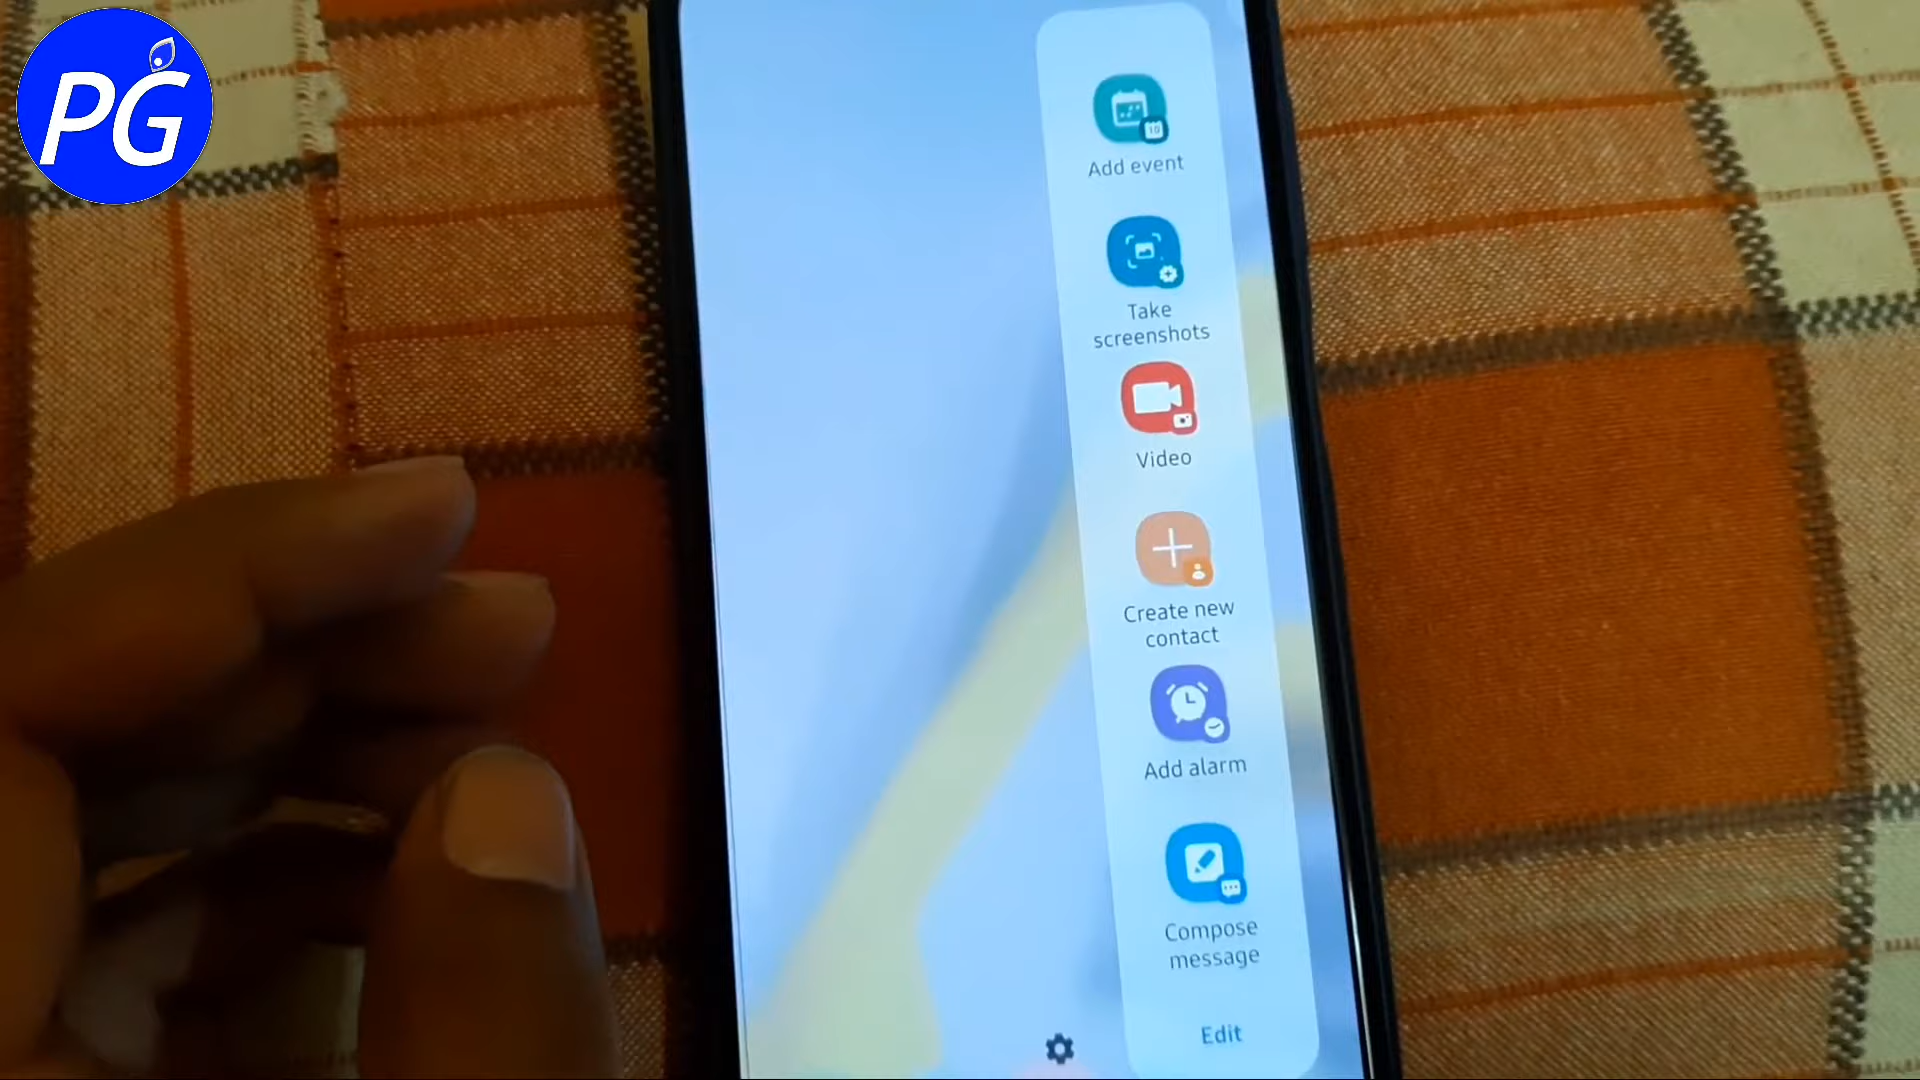 PG
Add event
Take
screenshots
Video
Create new
contact
Add alarm
Compose
message
Edit